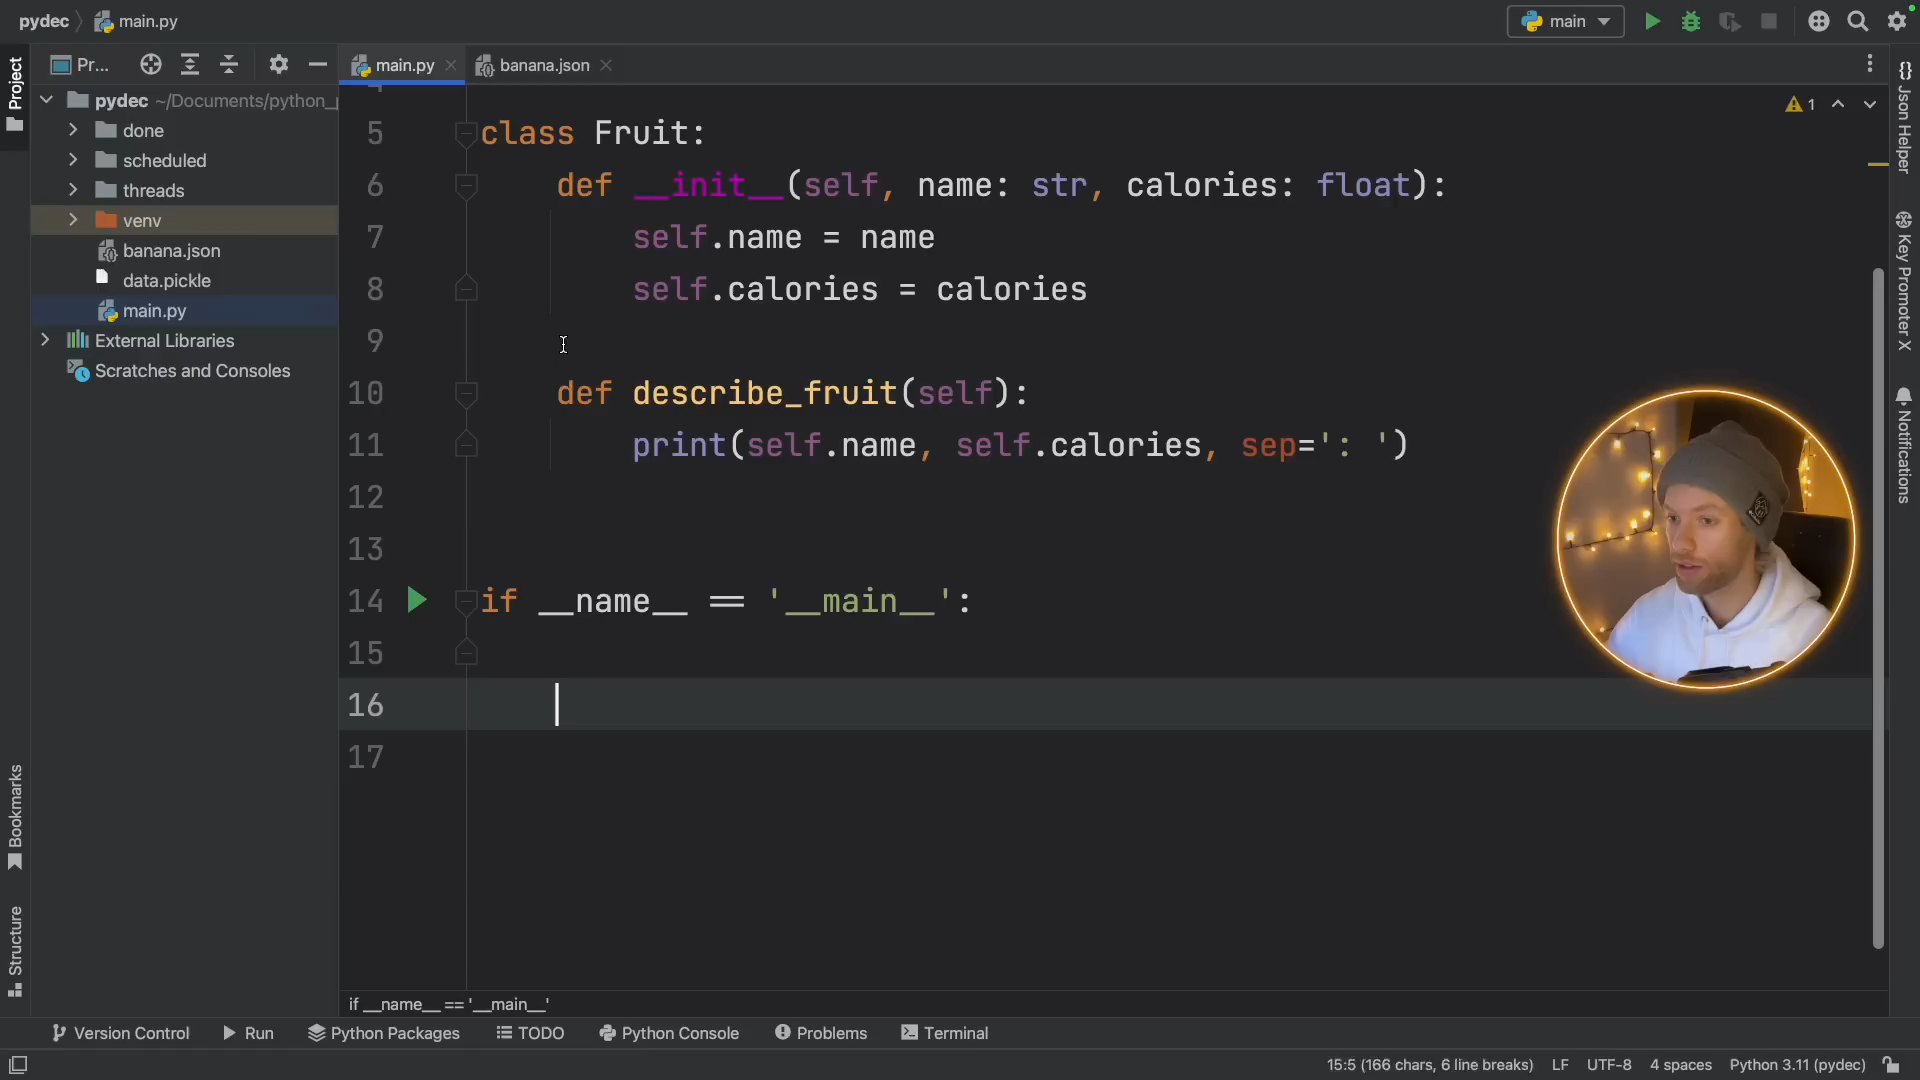 pydec
main.py
main
Pr...
main.py
banana.json
Project
pydec ~/Documents/python_
done
scheduled
threads
venv
banana.json
data.pickle
main.py
External Libraries
Scratches and Consoles
Bookmarks
Structure
1
5 class Fruit:
6 def __init__(self, name: str, calories: float):
7 self.name = name
8 self.calories = calories
9
10 def describe_fruit(self):
11 print(self.name, self.calories, sep=': ')
12
13
14 if __name__ == '__main__':
15
16
17
{} Json Helper
Key Promoter X
Notifications
if __name__ == '__main__'
Version Control
Run
Python Packages
TODO
Python Console
Problems
Terminal
15:5 (166 chars, 6 line breaks)
LF
UTF-8
4 spaces
Python 3.11 (pydec)